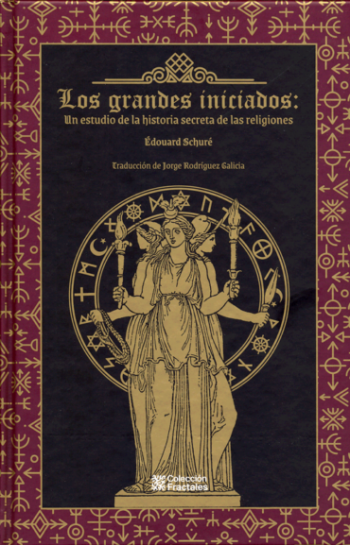 Los grandes iniciados:
Un estudio de la historia secreta de las religiones
Édouard Schuré
Traducción de Jorge Rodríguez Galicia
Colección
Fractales